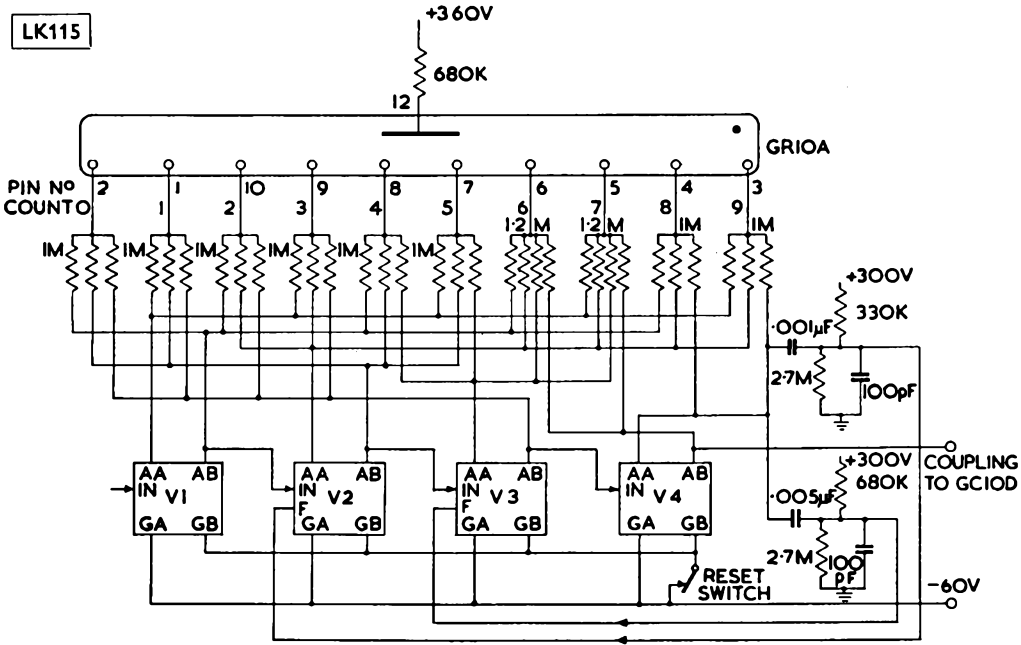 LK115
+360V
680K
12
GR10A
PIN Nº 2 1 10 9 8 7 6 5 4 3
COUNT 0 1 2 3 4 5 6 7 8 9
1M 1M 1M 1M 1M 1M 1·2 M 1·2 M 1M 1M
+300V
330K
·001µF
2·7M
100pF
AA AB
IN V1
GA GB
AA AB
IN V2
F
GA GB
AA AB
IN V3
F
GA GB
AA AB
IN V4
GA GB
COUPLING
TO GC10D
+300V
680K
·005µF
2·7M
100
pF
RESET
SWITCH
-60V